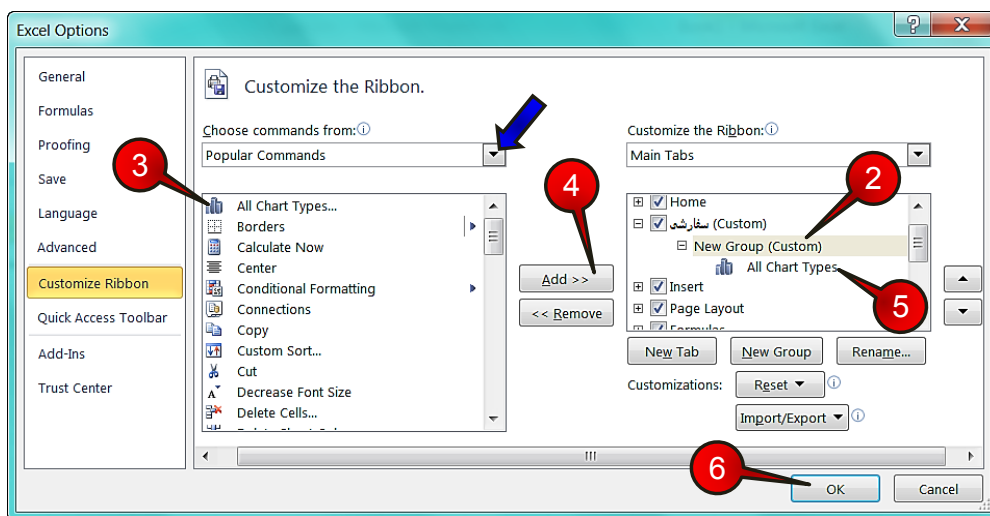 Excel Options
General
Formulas
Proofing
Save
Language
Advanced
Customize Ribbon
Quick Access Toolbar
Add-Ins
Trust Center
Customize the Ribbon.
Choose commands from:
Popular Commands
3
All Chart Types...
Borders
Calculate Now
Center
Conditional Formatting
Connections
Copy
Custom Sort...
Cut
Decrease Font Size
Delete Cells...
4
Add >>
<< Remove
Customize the Ribbon:
Main Tabs
2
Home
سفارشی (Custom)
New Group (Custom)
All Chart Types
5
Insert
Page Layout
Formulas
New Tab
New Group
Rename...
Customizations:
Reset
Import/Export
6
OK
Cancel